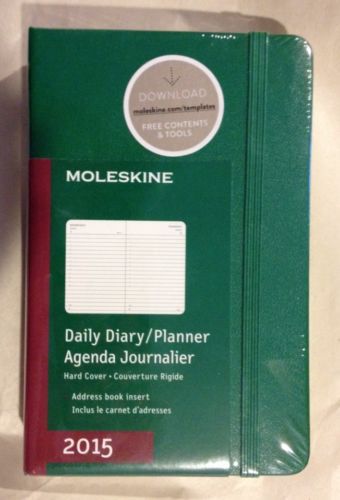 DOWNLOAD
moleskine.com/templates
FREE CONTENTS
& TOOLS
MOLESKINE
Daily Diary/Planner
Agenda Journalier
Hard Cover • Couverture Rigide
Address book insert
Inclus le carnet d'adresses
2015